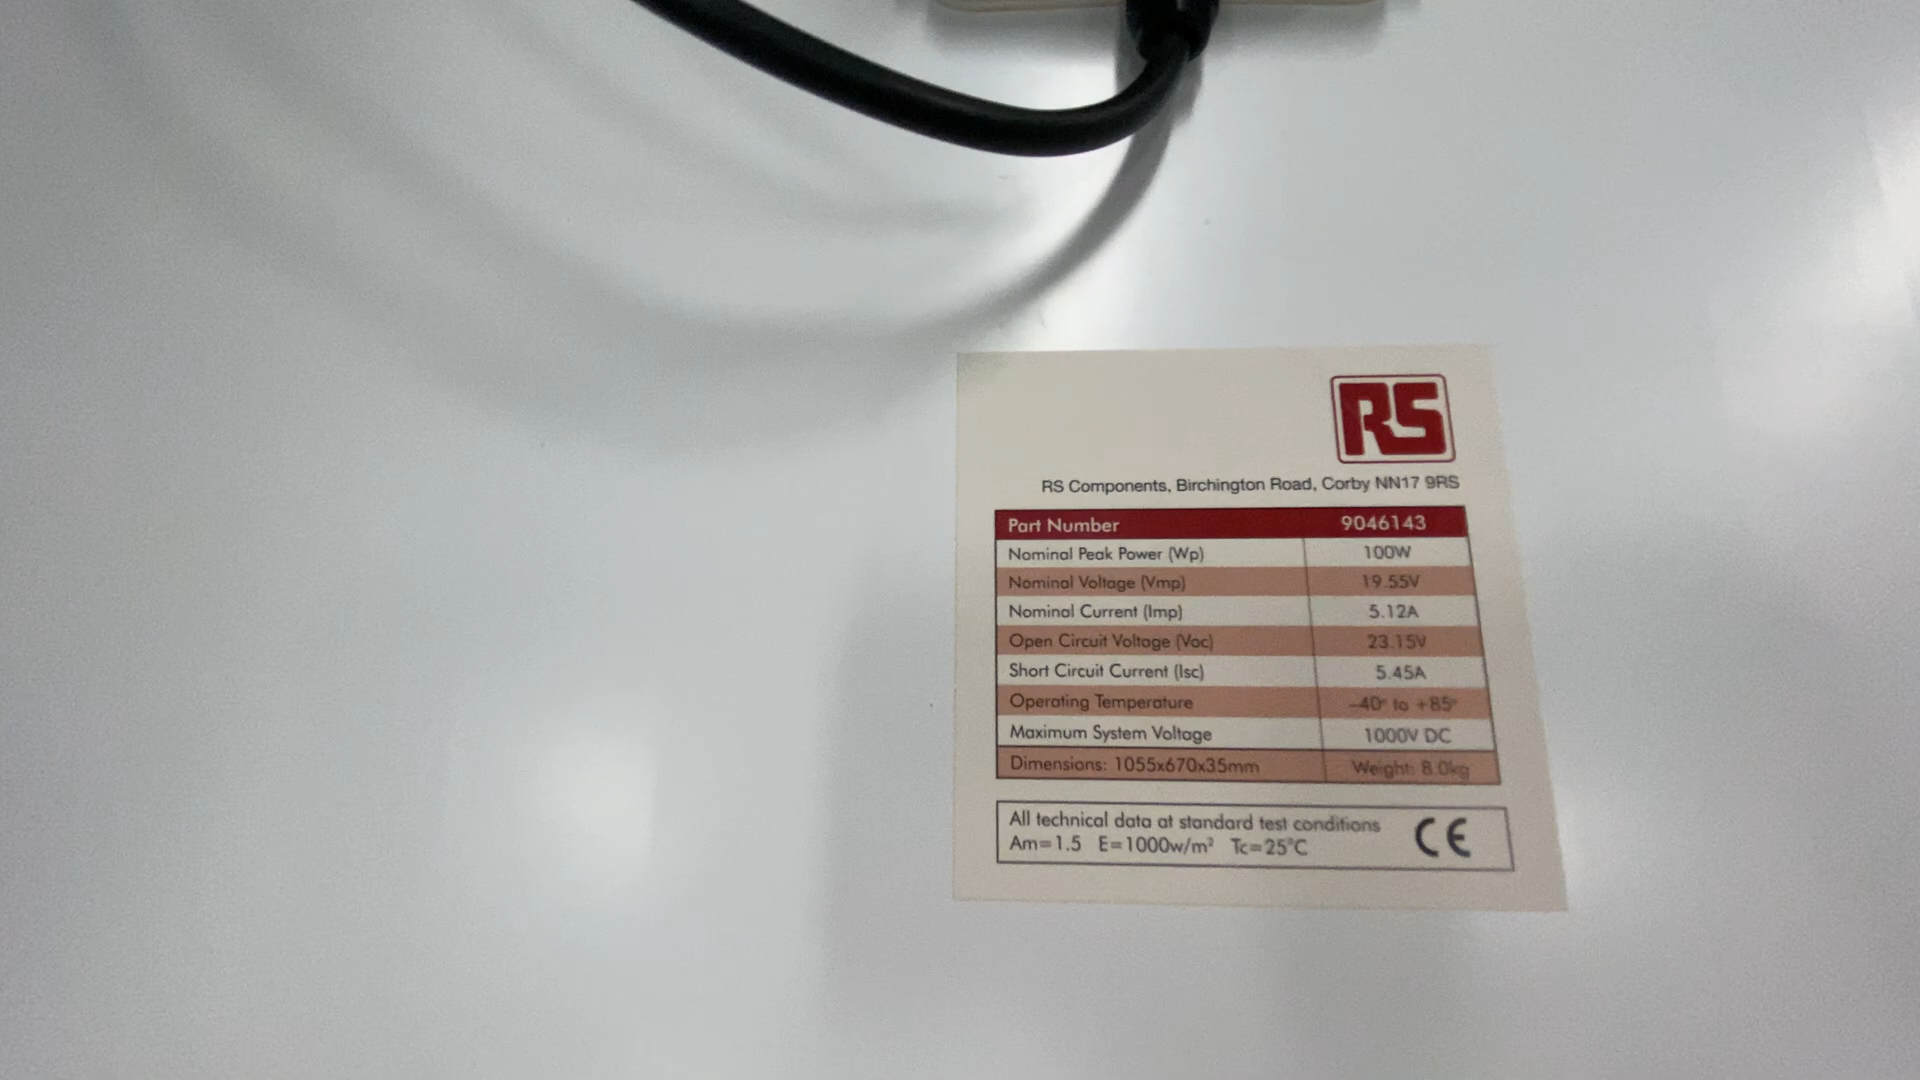 RS
RS Components, Birchington Road, Corby NN17 9RS
Part Number 9046143
Nominal Peak Power (Wp) 100W
Nominal Voltage (Vmp) 19.55V
Nominal Current (Imp) 5.12A
Open Circuit Voltage (Voc) 23.15V
Short Circuit Current (Isc) 5.45A
Operating Temperature -40° to +85°
Maximum System Voltage 1000V DC
Dimensions: 1055x670x35mm Weight: 8.0kg
All technical data at standard test conditions
Am=1.5 E=1000w/m² Tc=25°C
CE